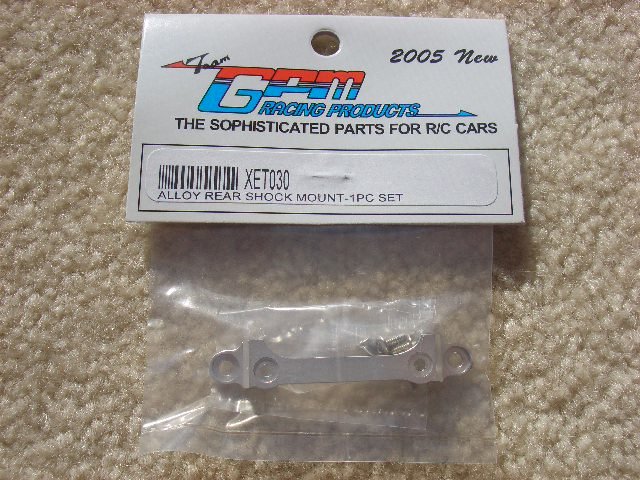 Team
2005 New
GPM
RACING PRODUCTS
THE SOPHISTICATED PARTS FOR R/C CARS
XET030
ALLOY REAR SHOCK MOUNT-1PC SET